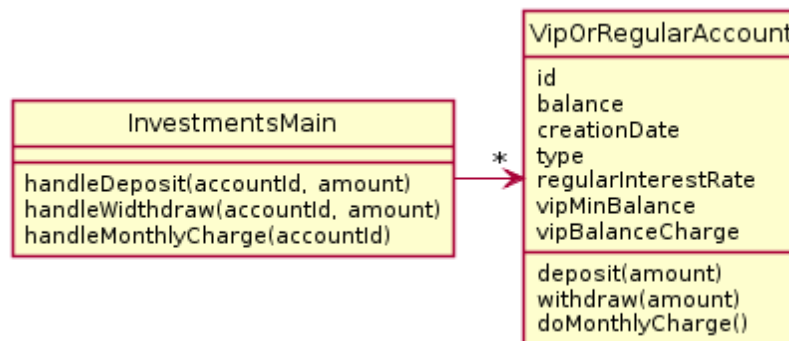 InvestmentsMain
handleDeposit(accountId, amount)
handleWidthdraw(accountId, amount)
handleMonthlyCharge(accountId)
*
VipOrRegularAccount
id
balance
creationDate
type
regularInterestRate
vipMinBalance
vipBalanceCharge
deposit(amount)
withdraw(amount)
doMonthlyCharge()